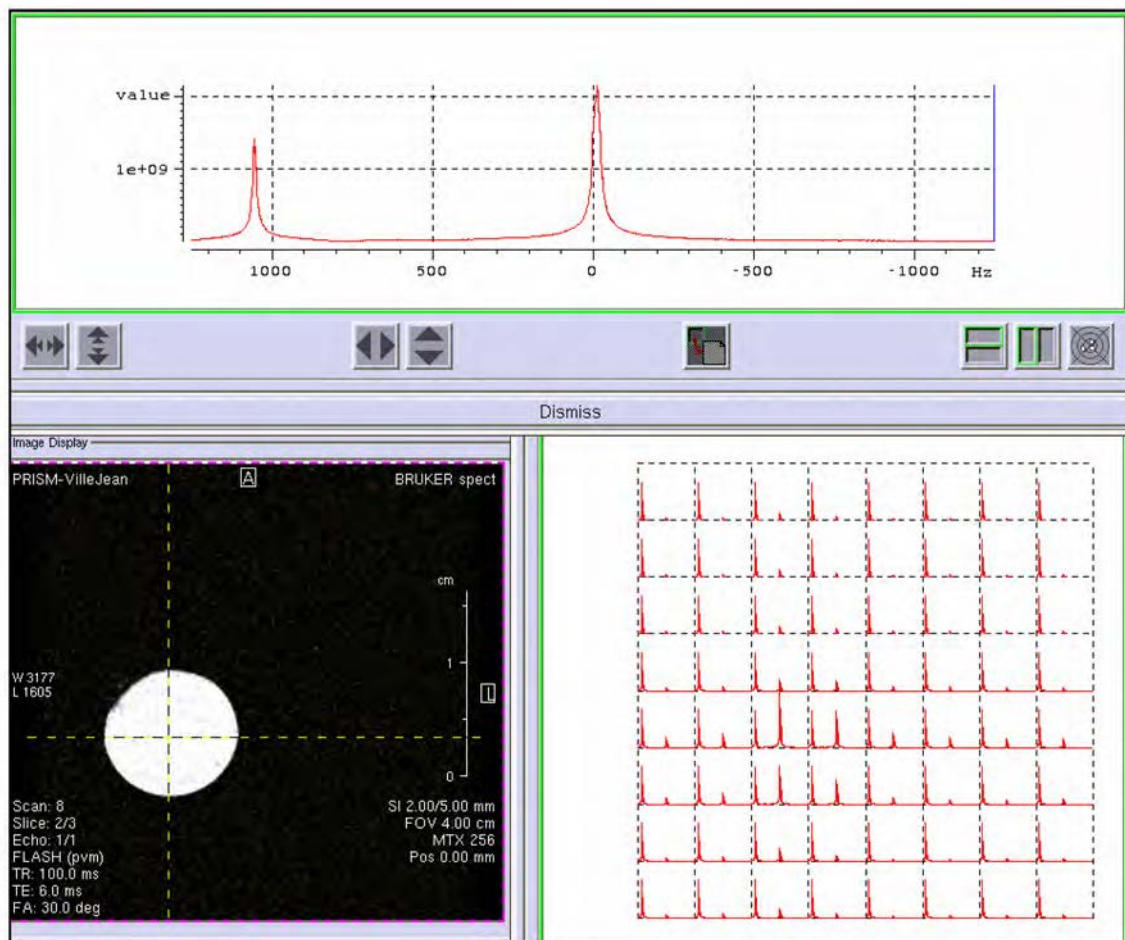 value
1e+09
1000 500 0 -500 -1000 Hz
Dismiss
Image Display
PRISM-VilleJean A BRUKER spect
cm
1
W 3177
L 1605
L
0
Scan: 8 SI 2.00/5.00 mm
Slice: 2/3 FOV 4.00 cm
Echo: 1/1 MTX 256
FLASH (pvm) Pos 0.00 mm
TR: 100.0 ms
TE: 6.0 ms
FA: 30.0 deg